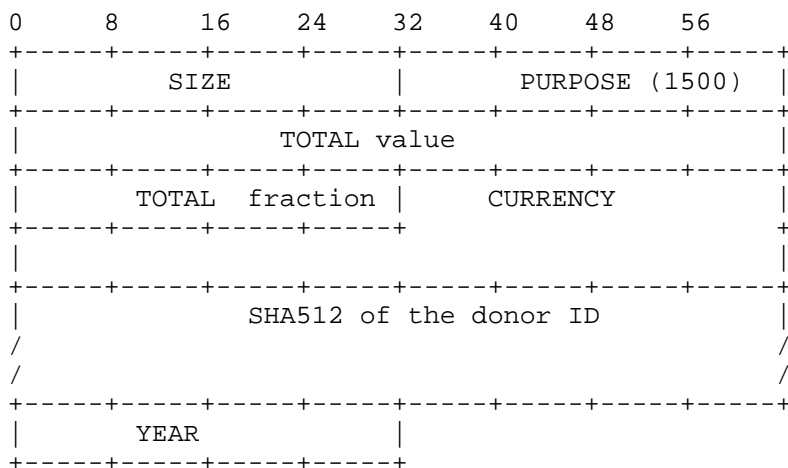 0 8 16 24 32 40 48 56
+-----+-----+-----+-----+-----+-----+-----+-----+
| SIZE | PURPOSE (1500) |
+-----+-----+-----+-----+-----+-----+-----+-----+
| TOTAL value |
+-----+-----+-----+-----+-----+-----+-----+-----+
| TOTAL fraction | CURRENCY |
+-----+-----+-----+-----+ +
| |
+-----+-----+-----+-----+-----+-----+-----+-----+
| SHA512 of the donor ID |
/ /
/ /
+-----+-----+-----+-----+-----+-----+-----+-----+
| YEAR |
+-----+-----+-----+-----+